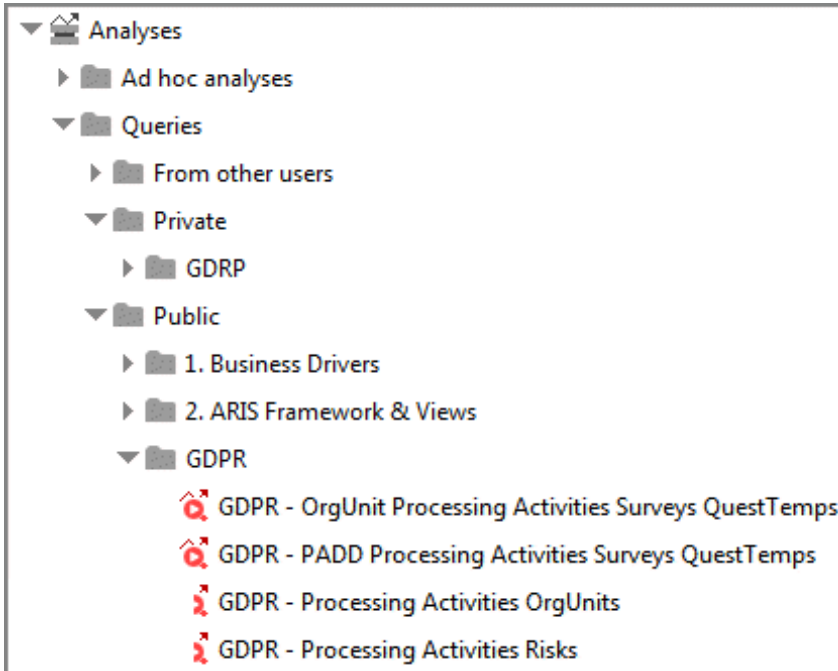 Analyses
Ad hoc analyses
Queries
From other users
Private
GDRP
Public
1. Business Drivers
2. ARIS Framework & Views
GDPR
GDPR - OrgUnit Processing Activities Surveys QuestTemps
GDPR - PADD Processing Activities Surveys QuestTemps
GDPR - Processing Activities OrgUnits
GDPR - Processing Activities Risks